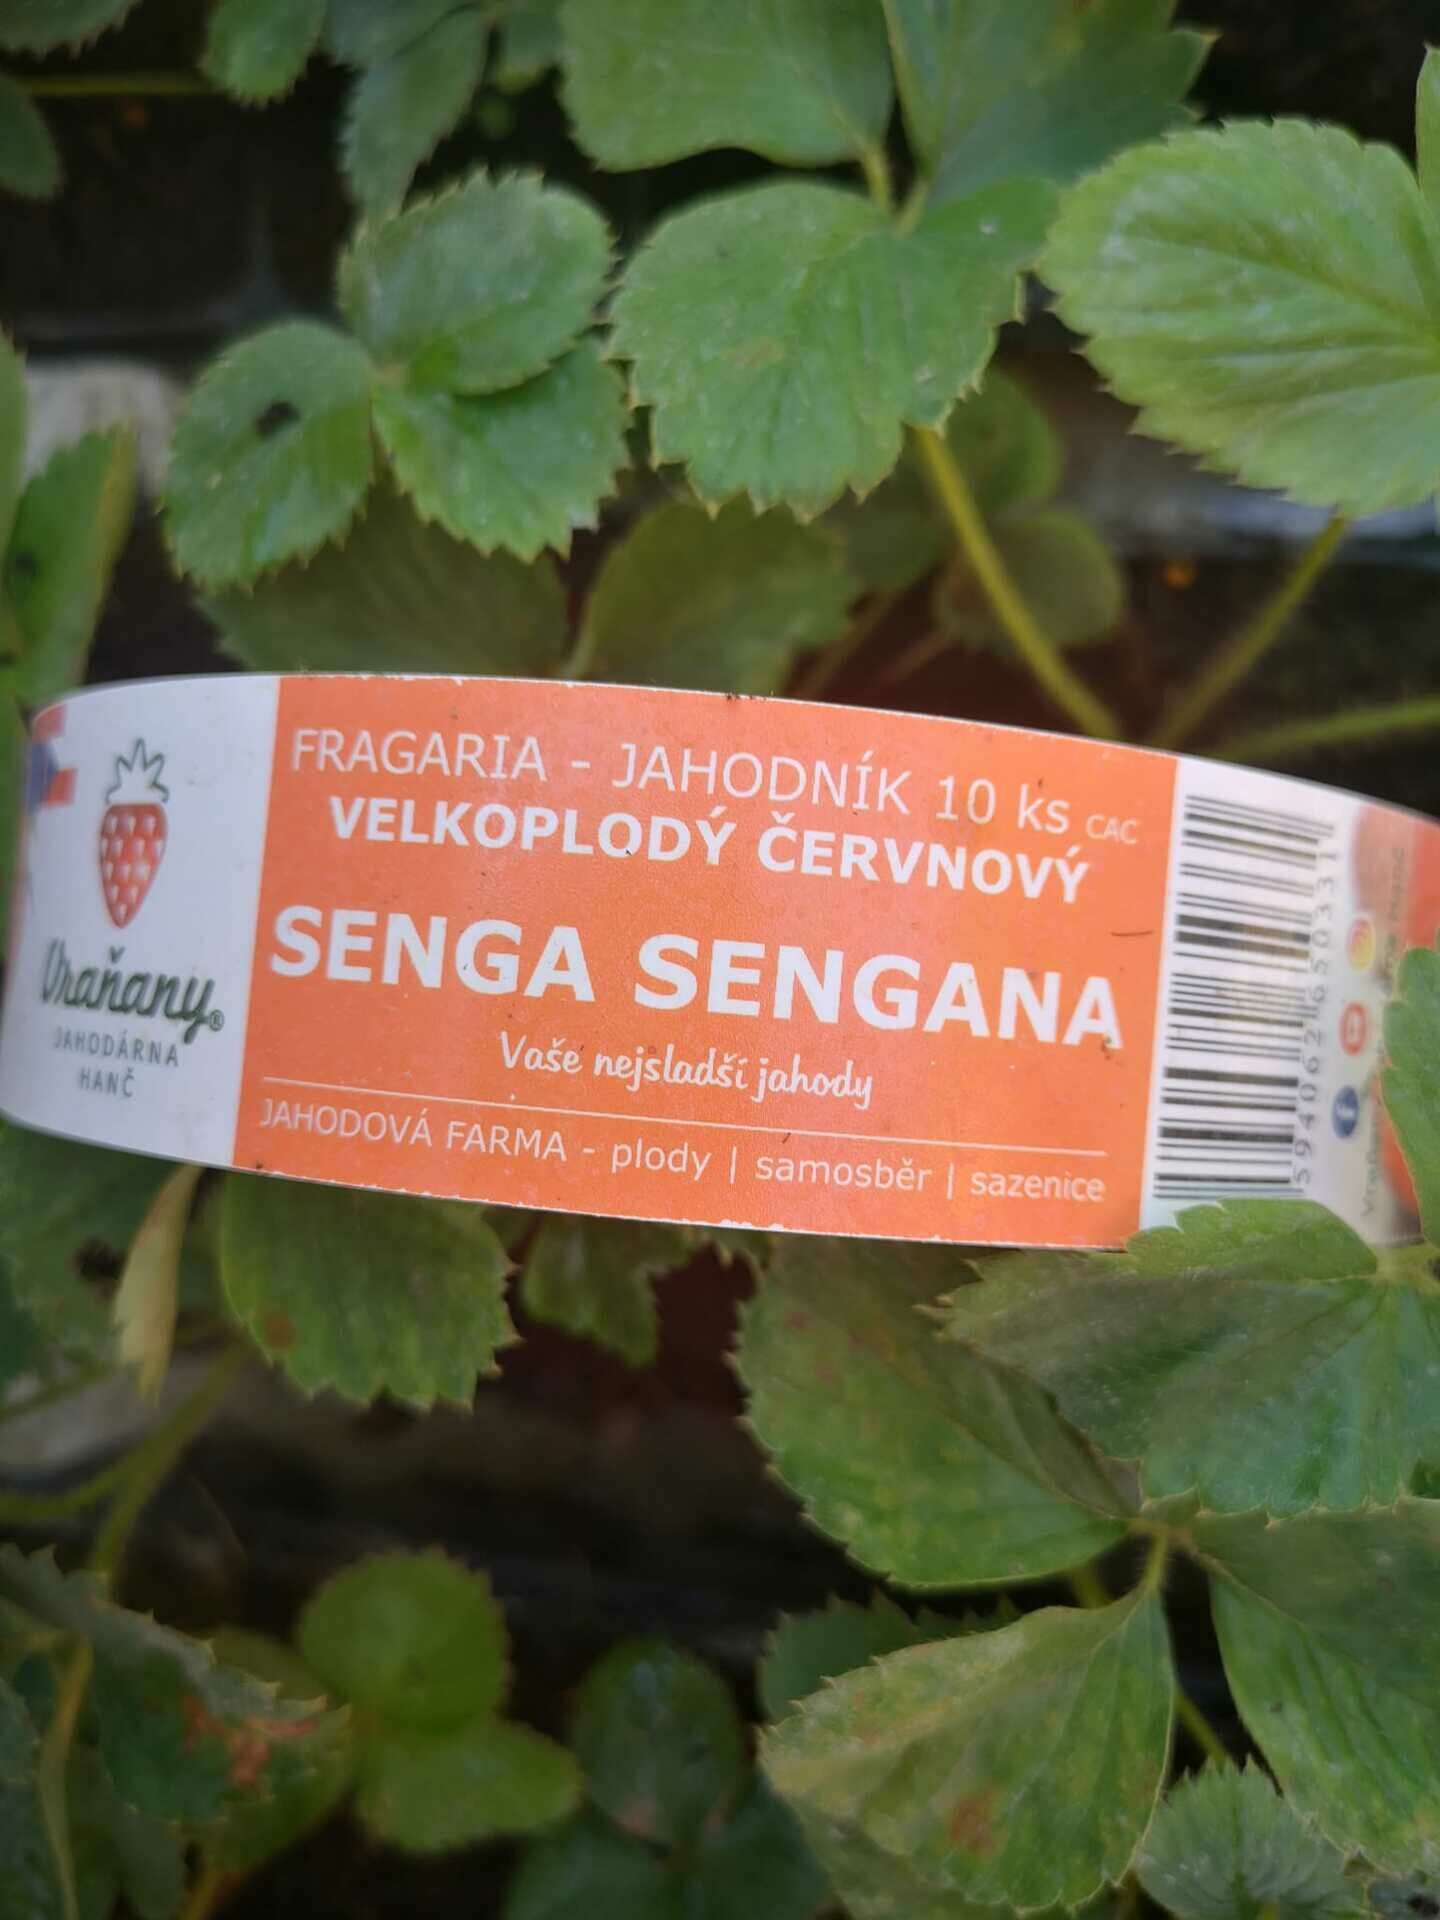 Vraňany®
JAHODÁRNA
HANČ
FRAGARIA - JAHODNÍK 10 ks CAC
VELKOPLODÝ ČERVNOVÝ
SENGA SENGANA
Vaše nejsladší jahody
JAHODOVÁ FARMA - plody | samosběr | sazenice
5940621650331